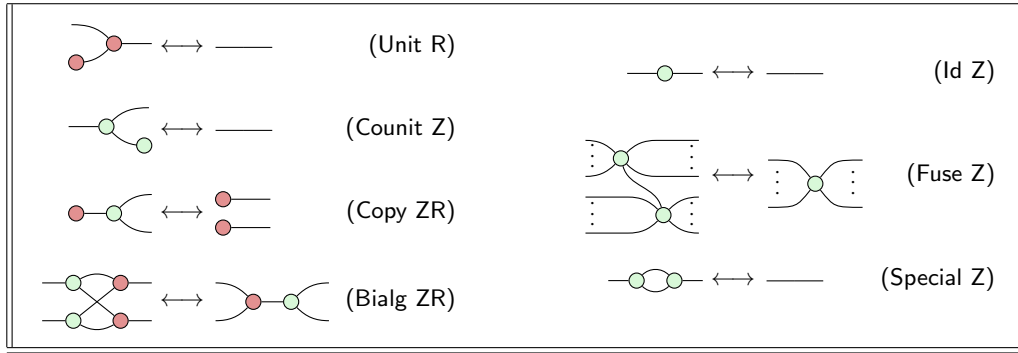 (Unit R)
(Counit Z)
(Copy ZR)
(Bialg ZR)
(Id Z)
(Fuse Z)
(Special Z)